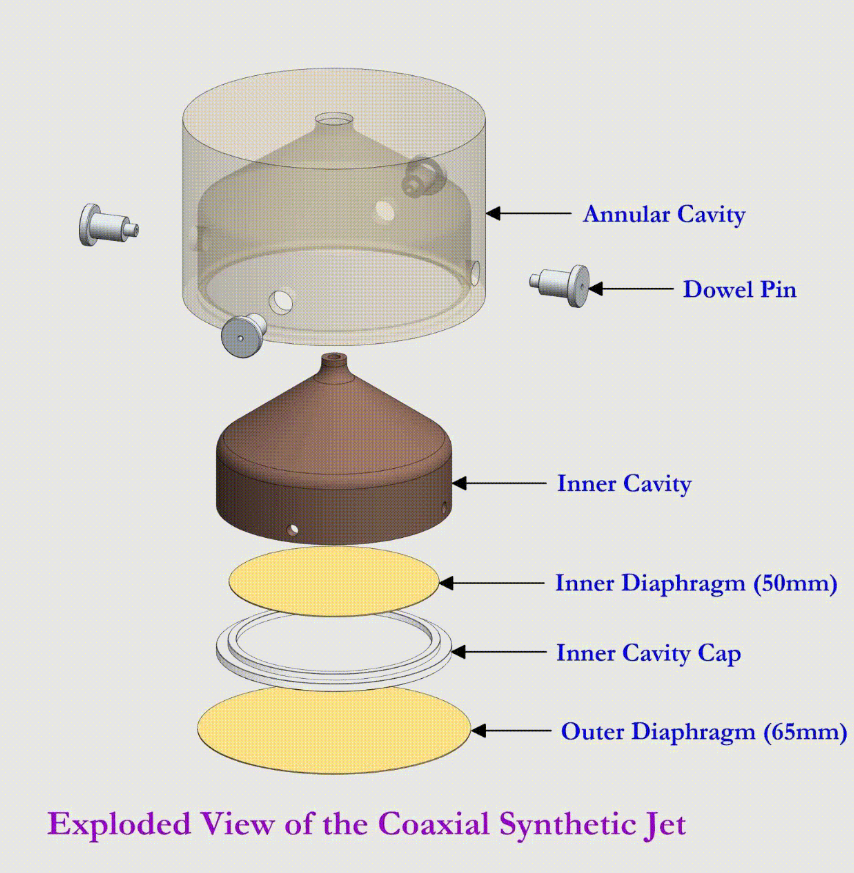 Annular Cavity
Dowel Pin
Inner Cavity
Inner Diaphragm (50mm)
Inner Cavity Cap
Outer Diaphragm (65mm)
Exploded View of the Coaxial Synthetic Jet